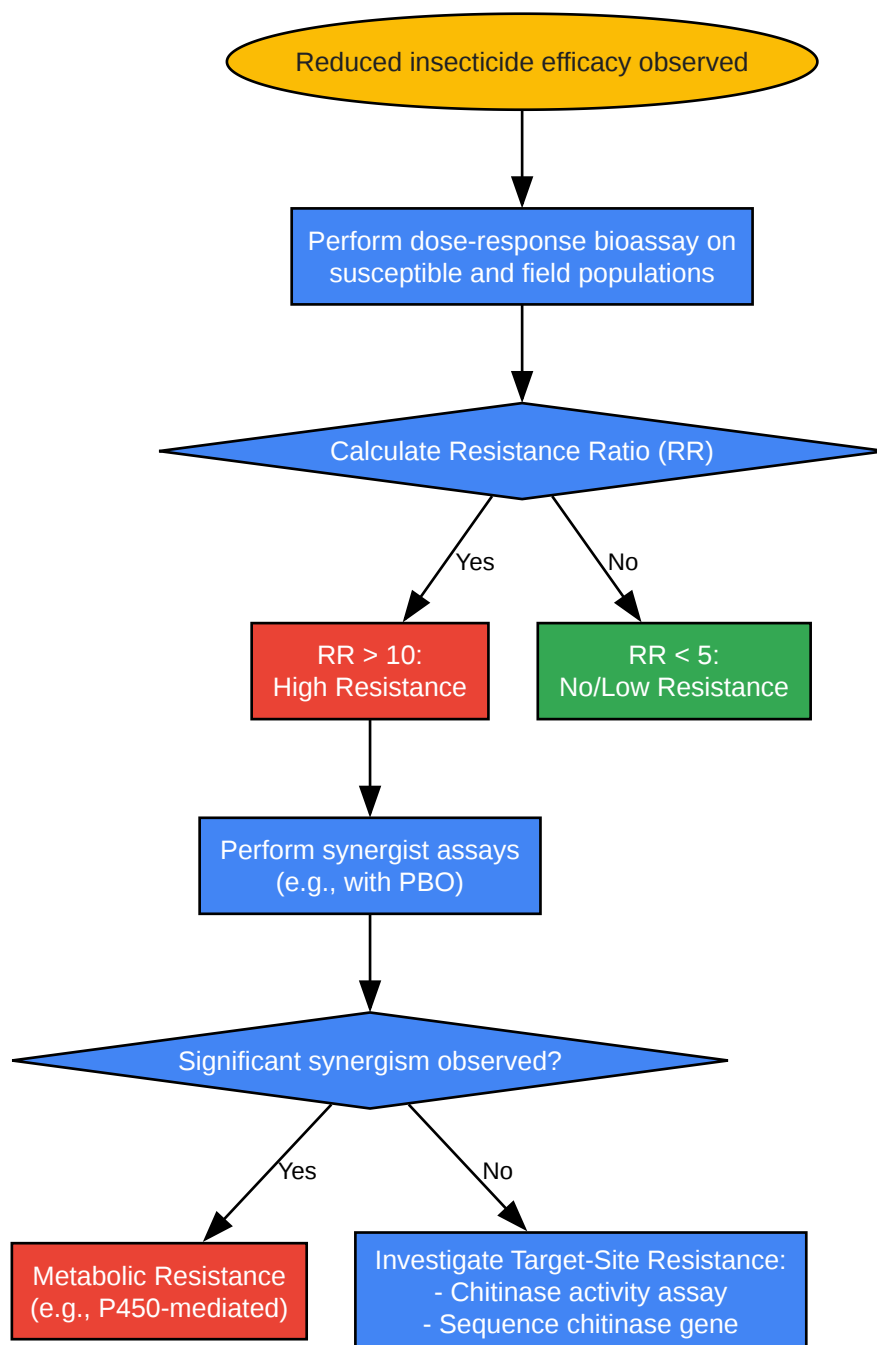 Reduced insecticide efficacy observed
Perform dose-response bioassay on
susceptible and field populations
Calculate Resistance Ratio (RR)
Yes
No
RR > 10:
High Resistance
RR < 5:
No/Low Resistance
Perform synergist assays
(e.g., with PBO)
Significant synergism observed?
Yes
No
Metabolic Resistance
(e.g., P450-mediated)
Investigate Target-Site Resistance:
- Chitinase activity assay
- Sequence chitinase gene